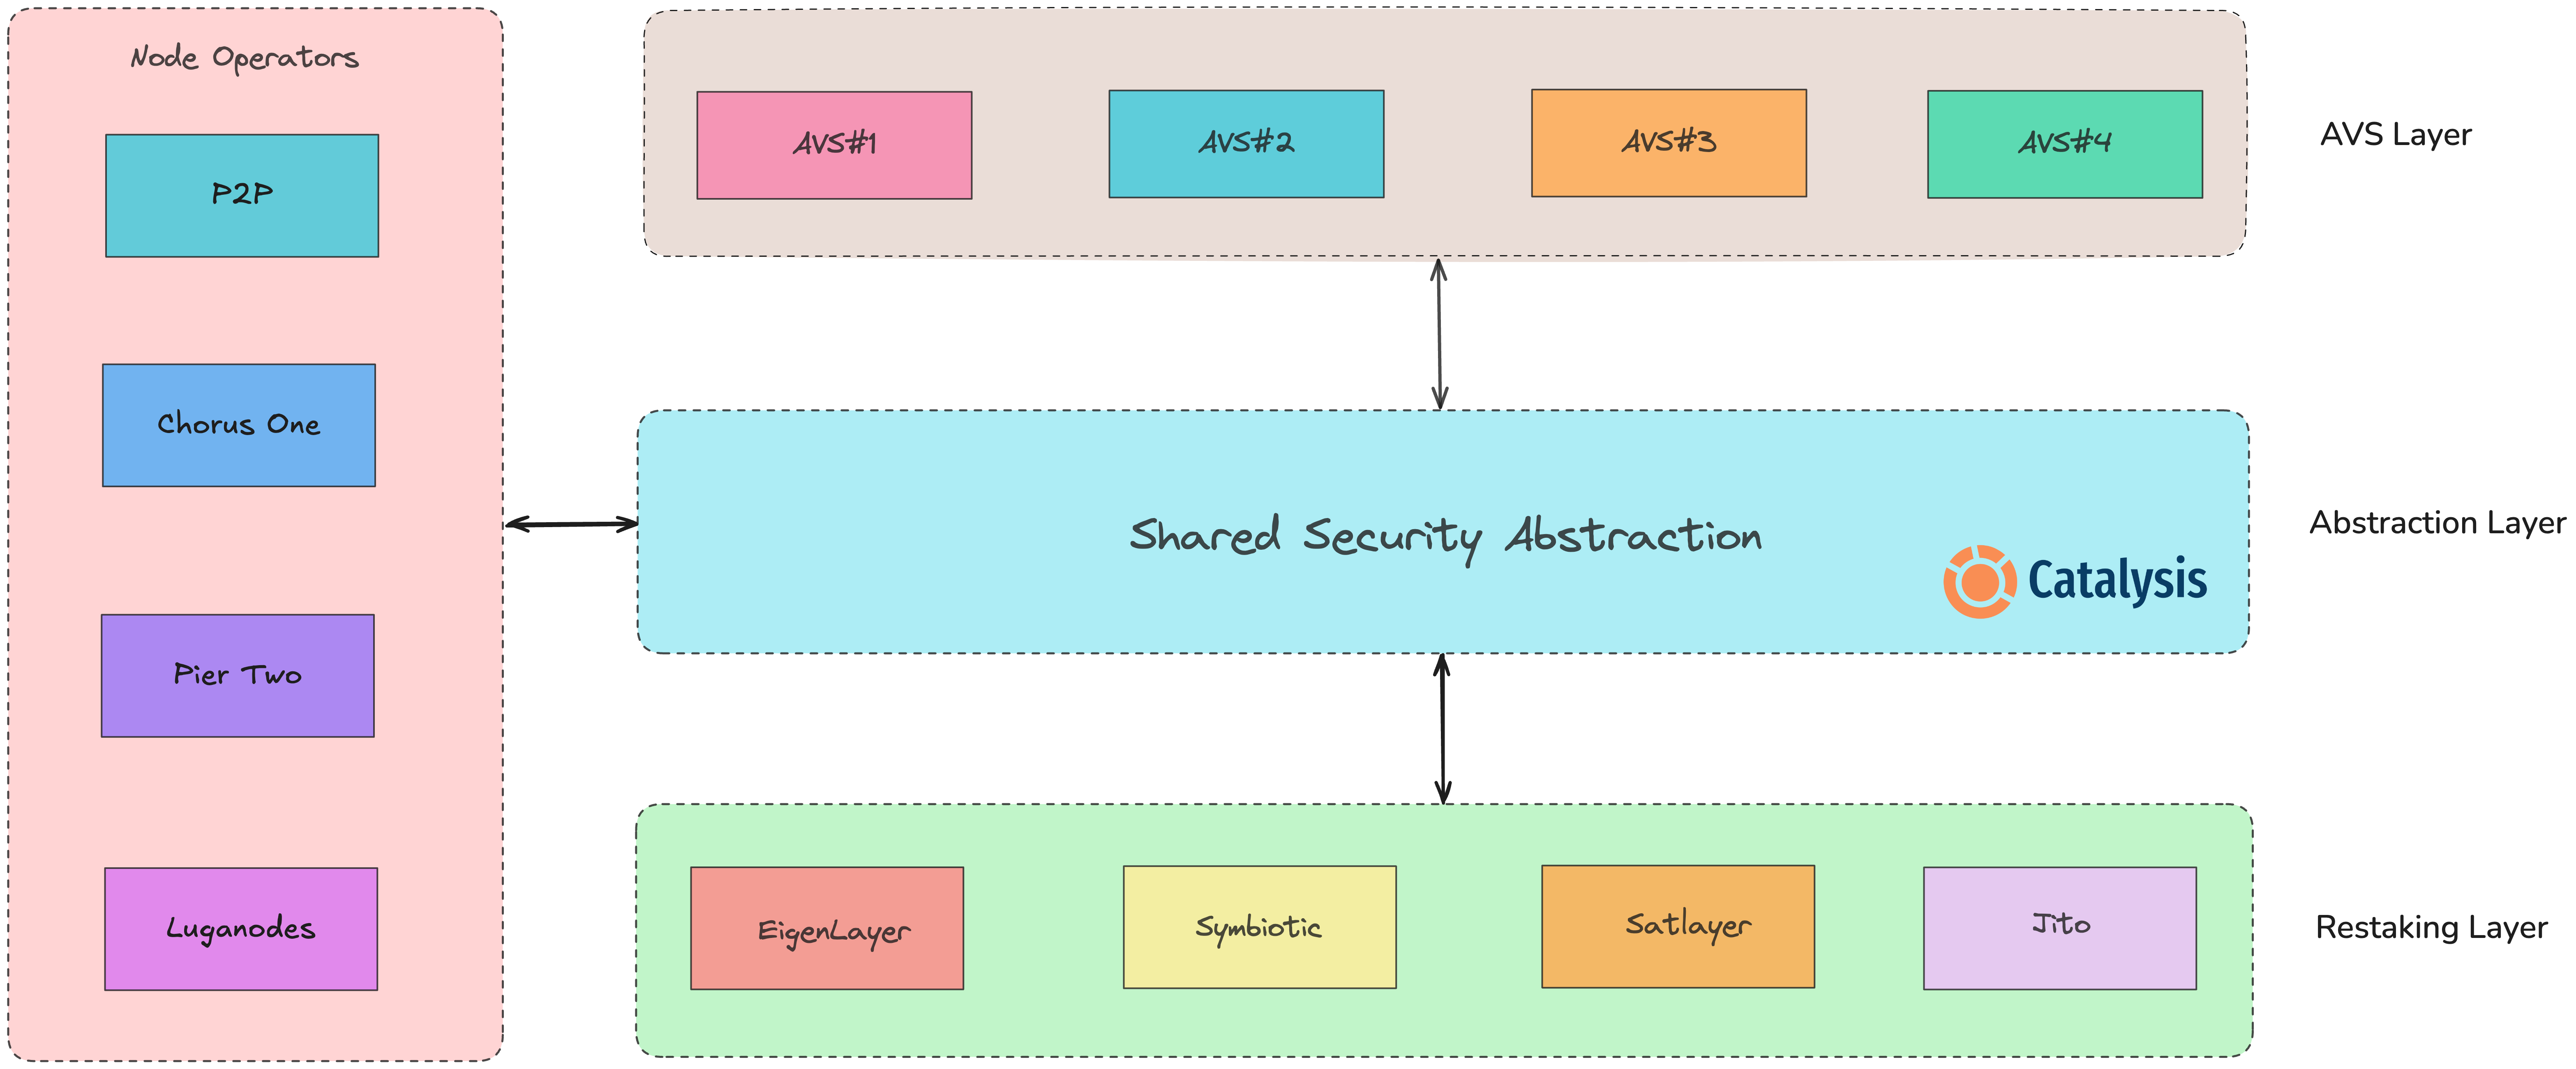 Node Operators
P2P
Chorus One
Pier Two
Luganodes
AVS#1
AVS#2
AVS#3
AVS#4
AVS Layer
Shared Security Abstraction
Catalysis
Abstraction Layer
EigenLayer
Symbiotic
Satlayer
Jito
Restaking Layer